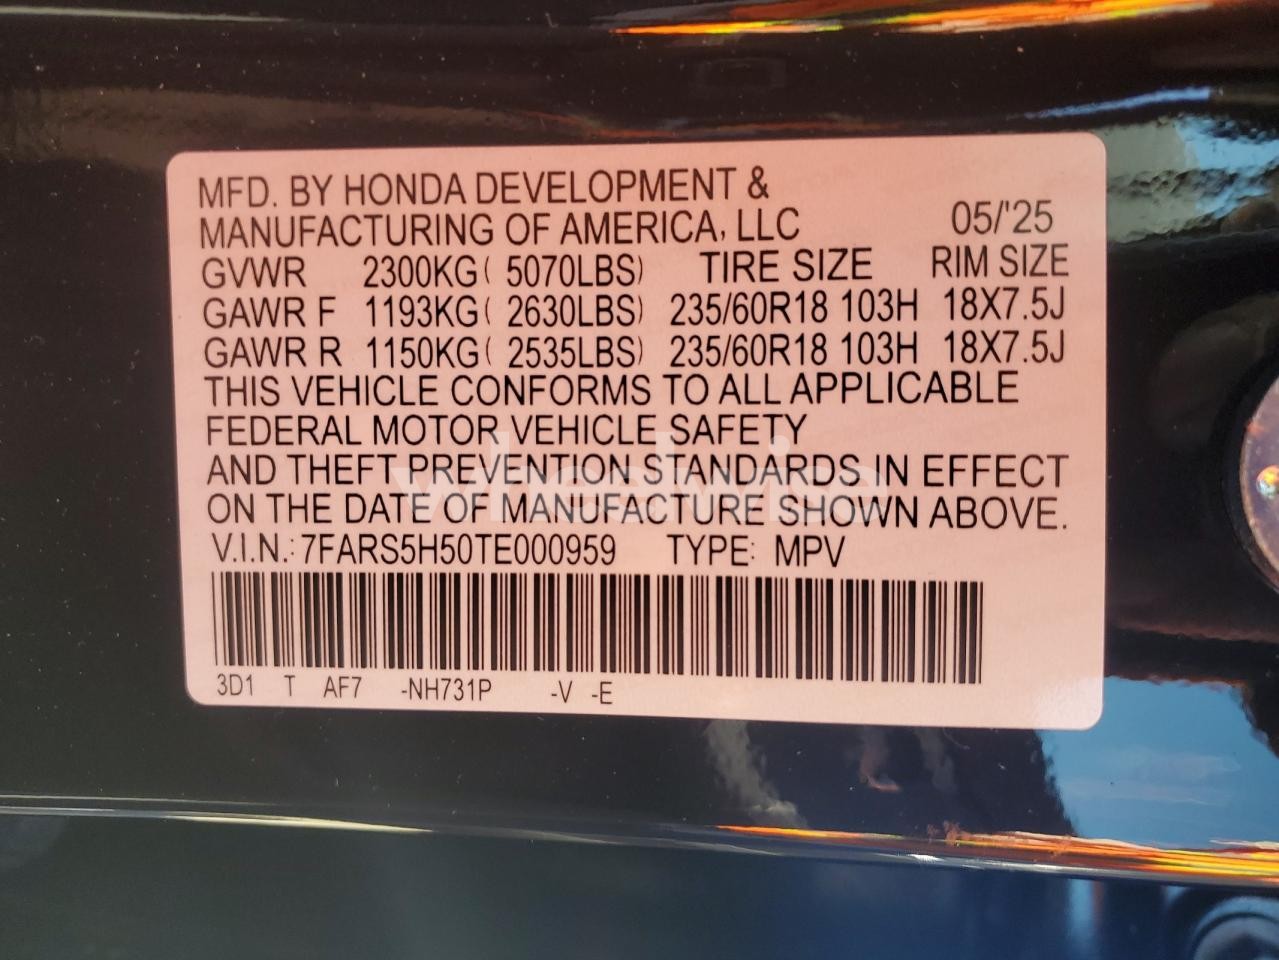 MFD. BY HONDA DEVELOPMENT &
MANUFACTURING OF AMERICA, LLC 05/'25
GVWR 2300KG( 5070LBS) TIRE SIZE RIM SIZE
GAWR F 1193KG( 2630LBS) 235/60R18 103H 18X7.5J
GAWR R 1150KG( 2535LBS) 235/60R18 103H 18X7.5J
THIS VEHICLE CONFORMS TO ALL APPLICABLE
FEDERAL MOTOR VEHICLE SAFETY
AND THEFT PREVENTION STANDARDS IN EFFECT
ON THE DATE OF MANUFACTURE SHOWN ABOVE.
V.I.N.: 7FARS5H50TE000959 TYPE: MPV
3D1 T AF7 -NH731P -V -E
wheelwise